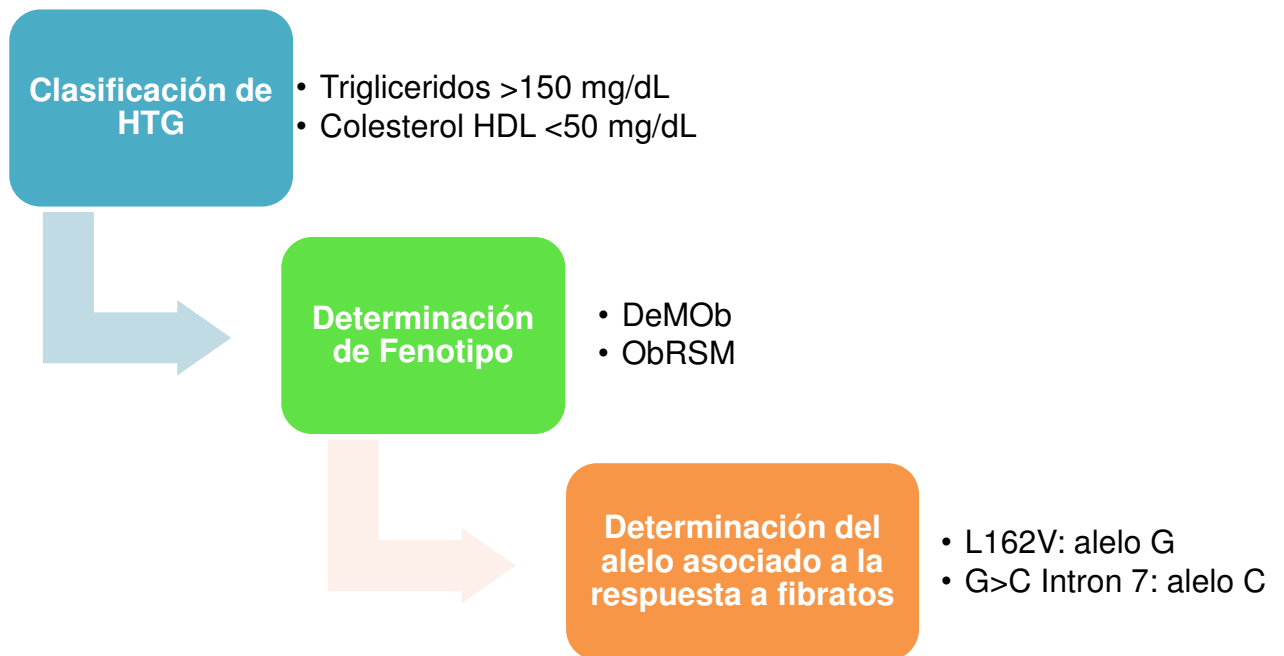 Clasificación de
HTG
• Trigliceridos >150 mg/dL
• Colesterol HDL <50 mg/dL
Determinación
de Fenotipo
• DeMOb
• ObRSM
Determinación del
alelo asociado a la
respuesta a fibratos
• L162V: alelo G
• G>C Intron 7: alelo C